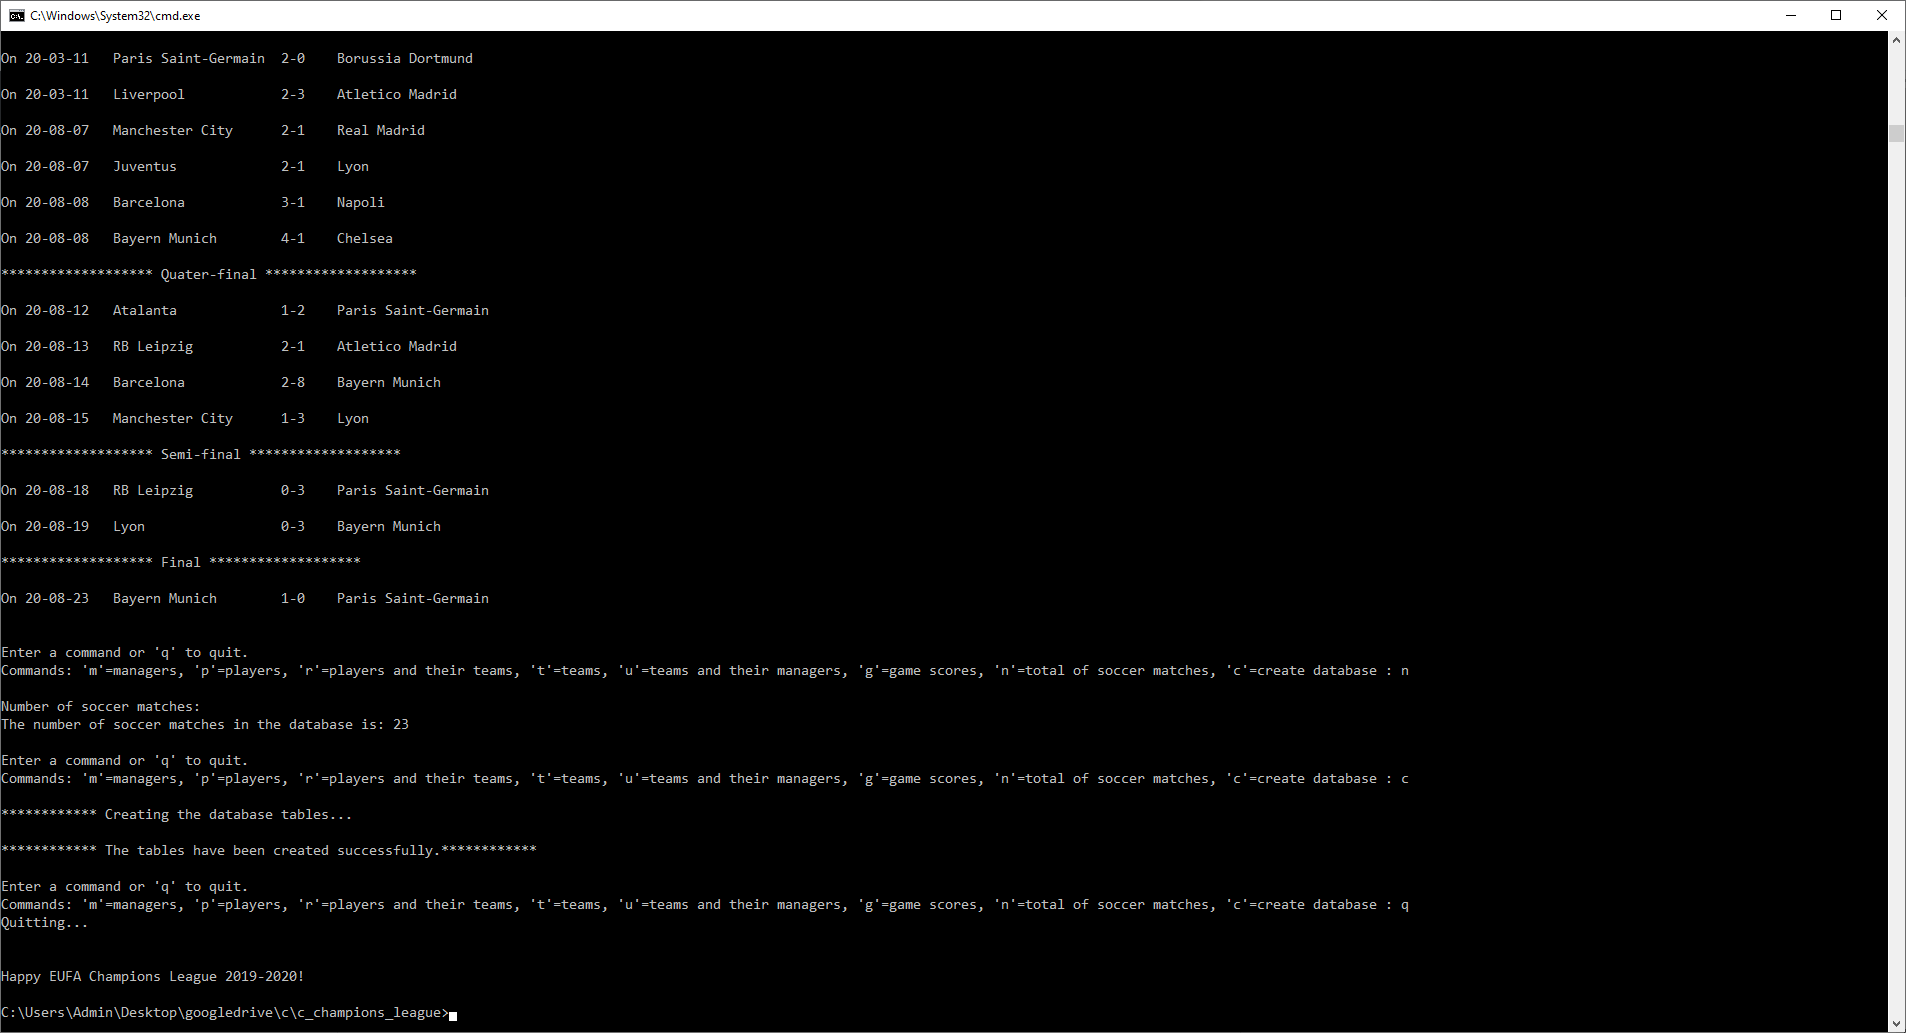 C:\Windows\System32\cmd.exe
On 20-03-11   Paris Saint-Germain  2-0    Borussia Dortmund
On 20-03-11   Liverpool            2-3    Atletico Madrid
On 20-08-07   Manchester City      2-1    Real Madrid
On 20-08-07   Juventus             2-1    Lyon
On 20-08-08   Barcelona            3-1    Napoli
On 20-08-08   Bayern Munich        4-1    Chelsea
******************* Quater-final *******************
On 20-08-12   Atalanta             1-2    Paris Saint-Germain
On 20-08-13   RB Leipzig           2-1    Atletico Madrid
On 20-08-14   Barcelona            2-8    Bayern Munich
On 20-08-15   Manchester City      1-3    Lyon
******************* Semi-final *******************
On 20-08-18   RB Leipzig           0-3    Paris Saint-Germain
On 20-08-19   Lyon                 0-3    Bayern Munich
******************* Final *******************
On 20-08-23   Bayern Munich        1-0    Paris Saint-Germain
Enter a command or 'q' to quit.
Commands: 'm'=managers, 'p'=players, 'r'=players and their teams, 't'=teams, 'u'=teams and their managers, 'g'=game scores, 'n'=total of soccer matches, 'c'=create database : n
Number of soccer matches:
The number of soccer matches in the database is: 23
Enter a command or 'q' to quit.
Commands: 'm'=managers, 'p'=players, 'r'=players and their teams, 't'=teams, 'u'=teams and their managers, 'g'=game scores, 'n'=total of soccer matches, 'c'=create database : c
************ Creating the database tables...
************ The tables have been created successfully.************
Enter a command or 'q' to quit.
Commands: 'm'=managers, 'p'=players, 'r'=players and their teams, 't'=teams, 'u'=teams and their managers, 'g'=game scores, 'n'=total of soccer matches, 'c'=create database : q
Quitting...
Happy EUFA Champions League 2019-2020!
C:\Users\Admin\Desktop\googledrive\c\c_champions_league>